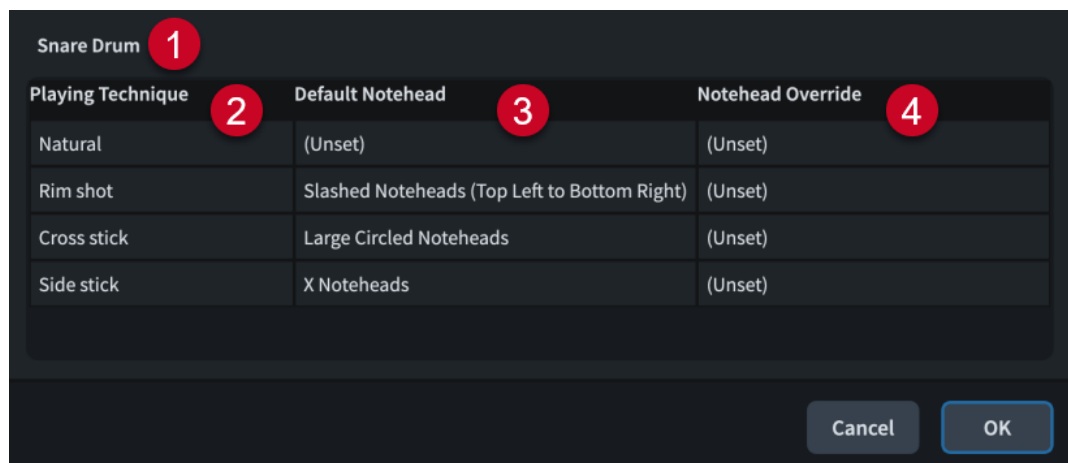 Snare Drum 1
Playing Technique 2 Default Notehead 3 Notehead Override 4
Natural (Unset) (Unset)
Rim shot Slashed Noteheads (Top Left to Bottom Right) (Unset)
Cross stick Large Circled Noteheads (Unset)
Side stick X Noteheads (Unset)
Cancel OK